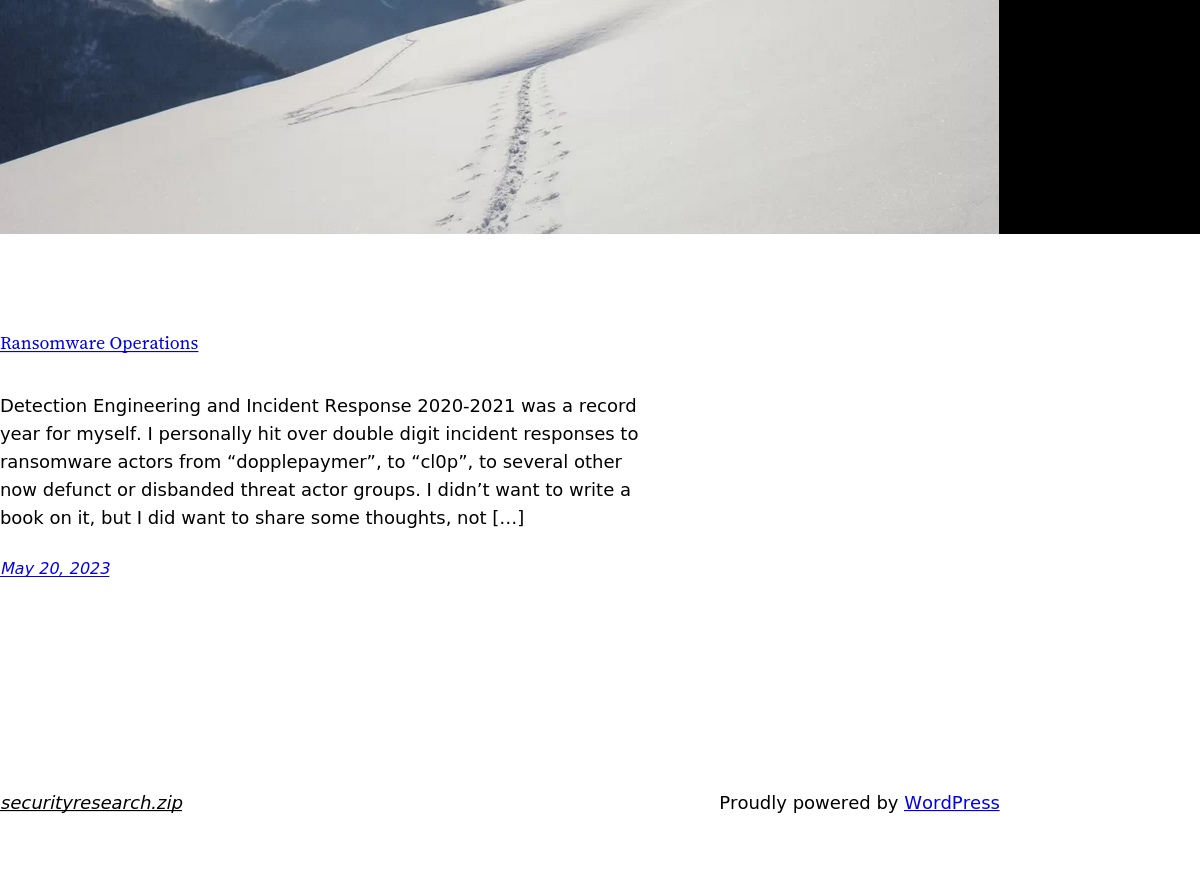 Ransomware Operations
Detection Engineering and Incident Response 2020-2021 was a record
year for myself. I personally hit over double digit incident responses to
ransomware actors from “dopplepaymer”, to “cl0p”, to several other
now defunct or disbanded threat actor groups. I didn’t want to write a
book on it, but I did want to share some thoughts, not […]
May 20, 2023
securityresearch.zip
Proudly powered by WordPress